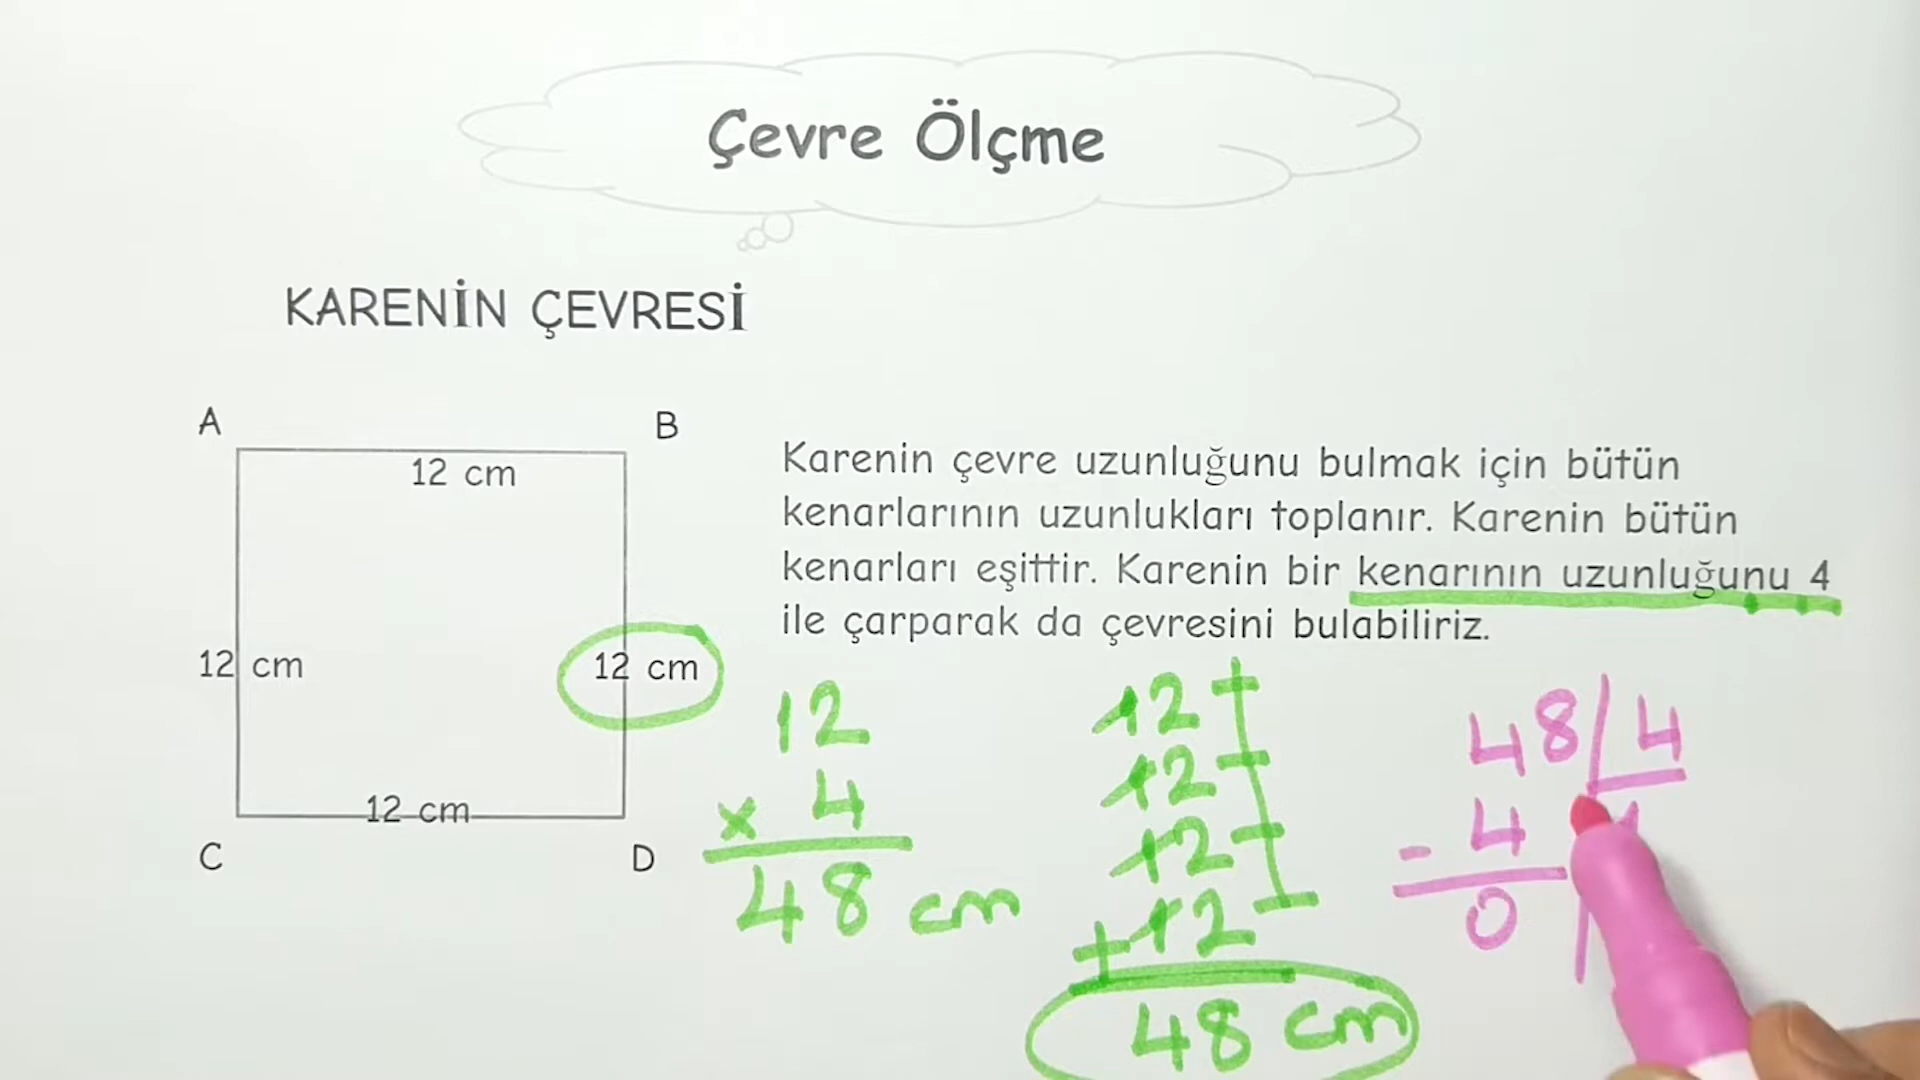 Çevre Ölçme
KARENİN ÇEVRESİ
A
B
12 cm
12 cm
12 cm
12 cm
C
D
Karenin çevre uzunluğunu bulmak için bütün
kenarlarının uzunlukları toplanır. Karenin bütün
kenarları eşittir. Karenin bir kenarının uzunluğunu 4
ile çarparak da çevresini bulabiliriz.
12
x 4
48 cm
12
12
12
+12
48 cm
48 4
- 4
0